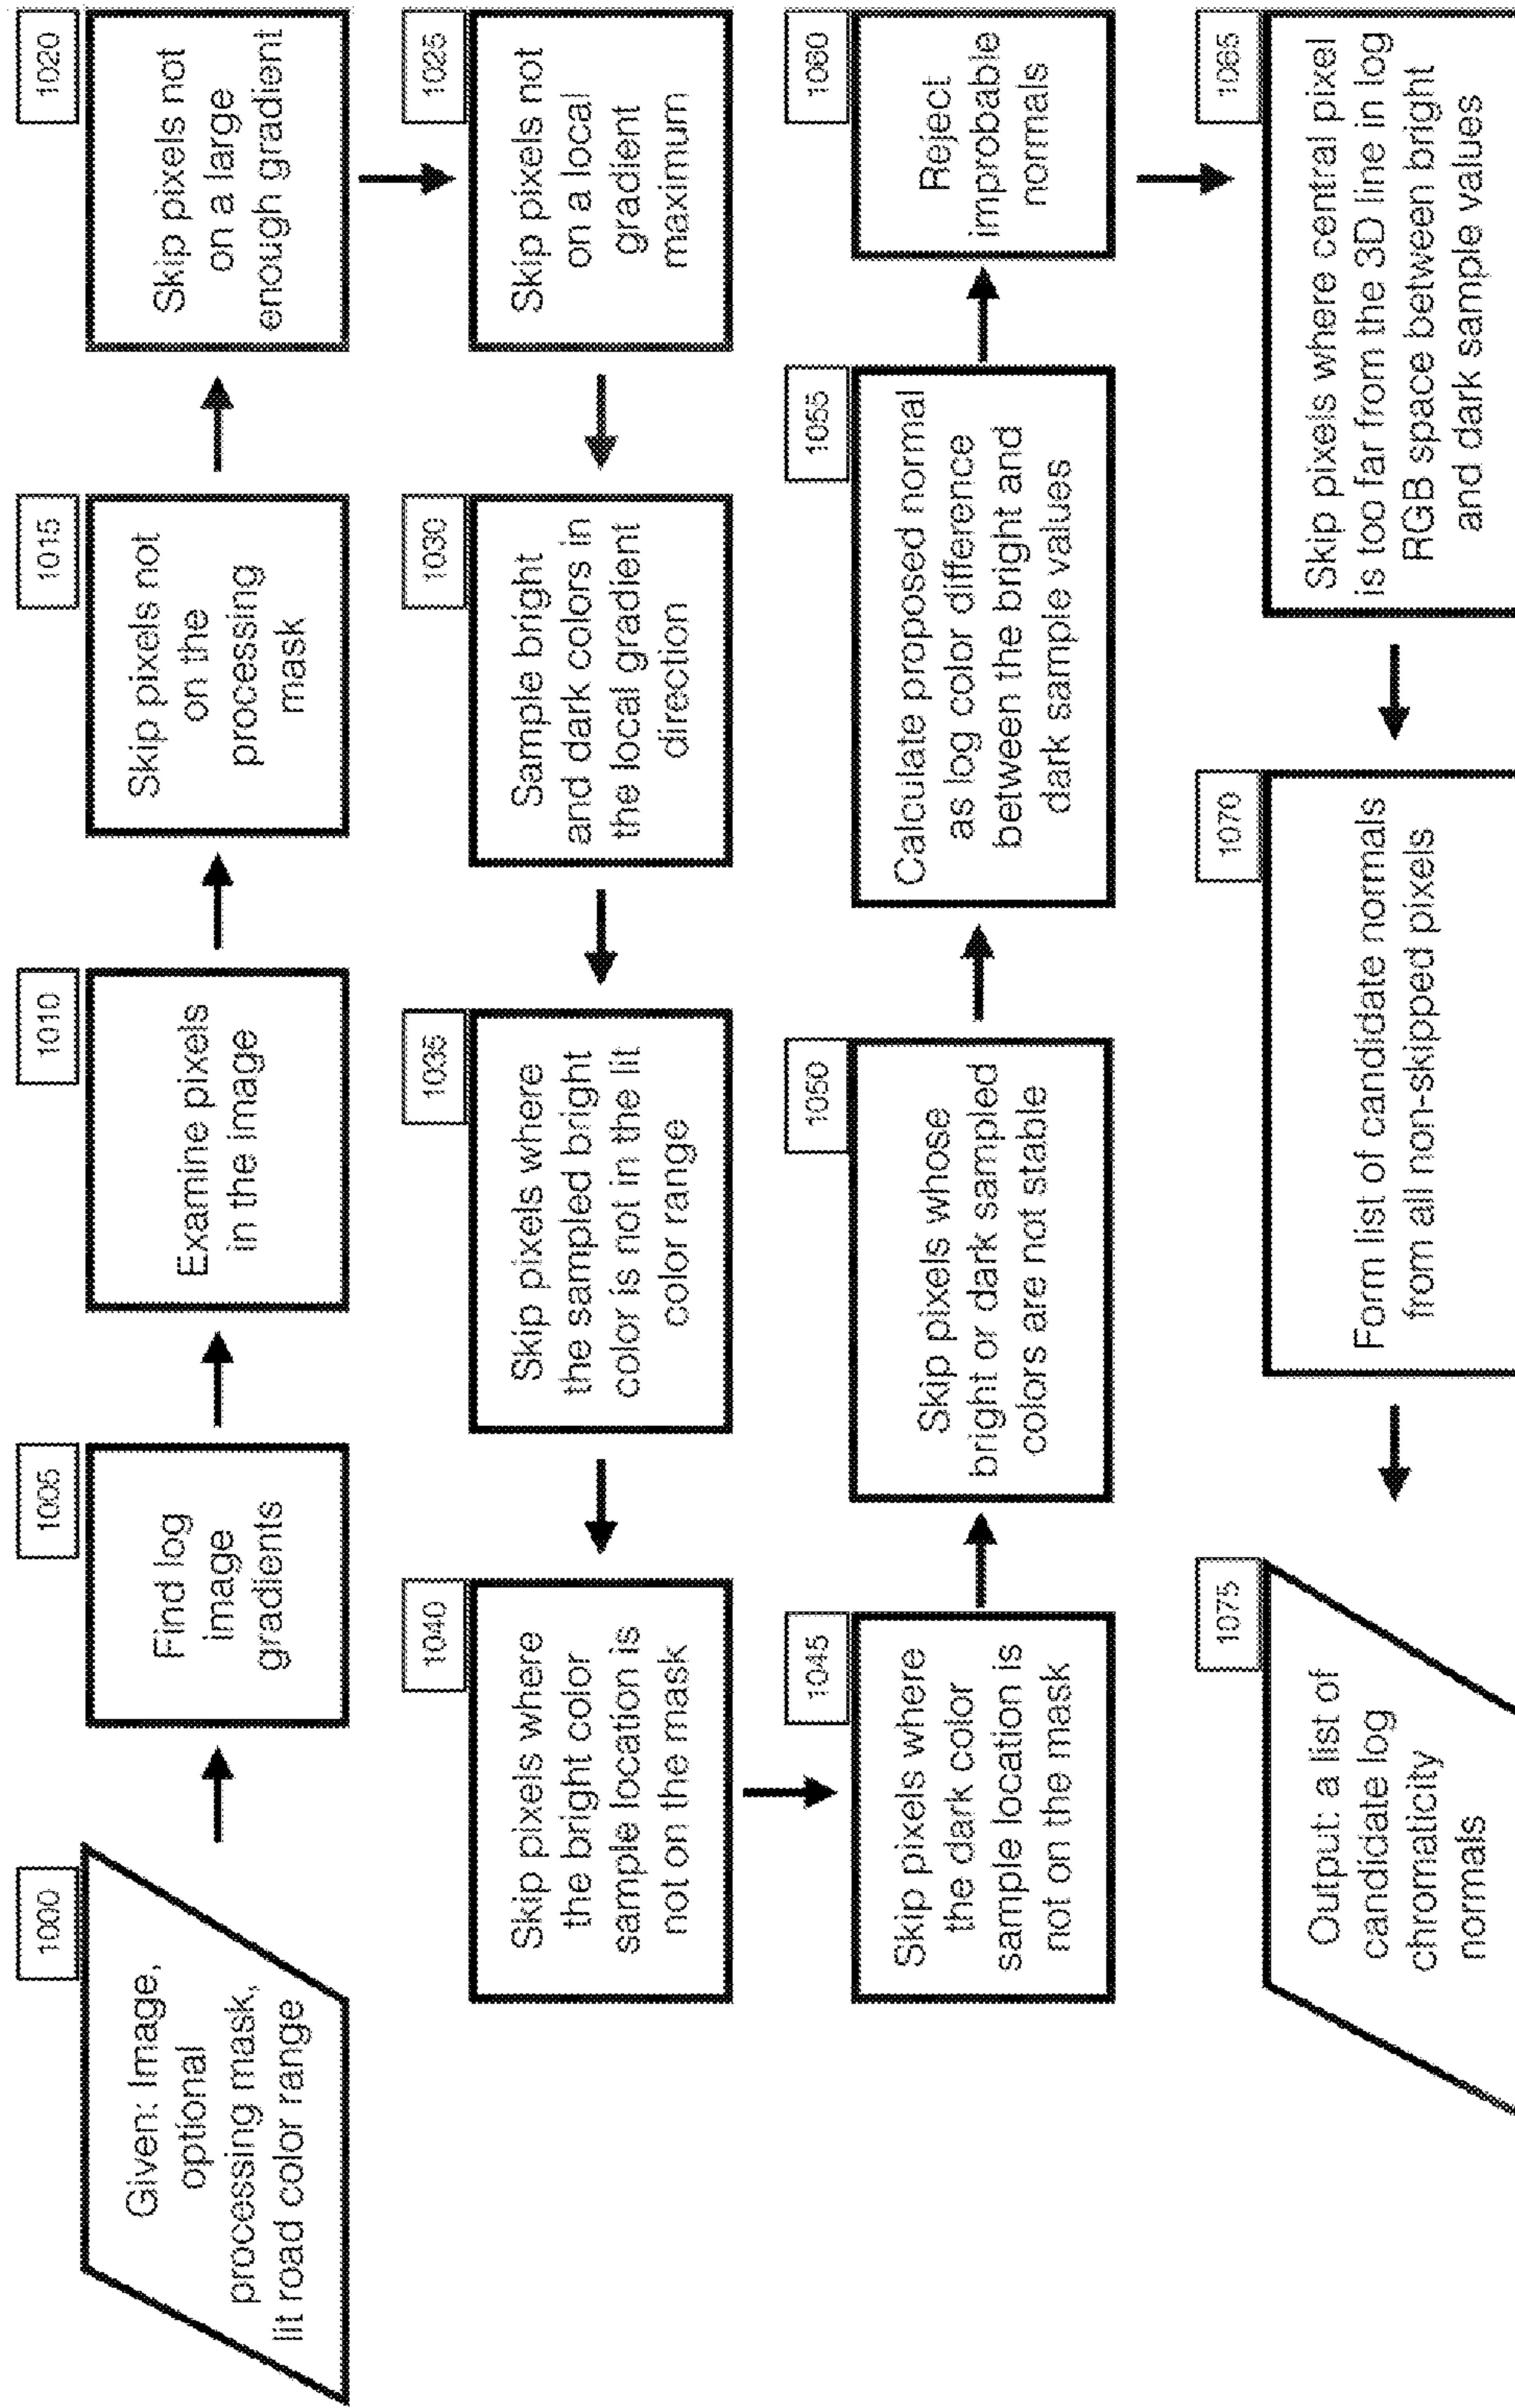 1000
Given: Image,
optional
processing mask,
lit road color range
1005
Find log
image
gradients
1010
Examine pixels
in the image
1015
Skip pixels not
on the
processing
mask
1020
Skip pixels not
on a large
enough gradient
1025
Skip pixels not
on a local
gradient
maximum
1030
Sample bright
and dark colors in
the local gradient
direction
1035
Skip pixels where
the sampled bright
color is not in the lit
color range
1040
Skip pixels where
the bright color
sample location is
not on the mask
1045
Skip pixels where
the dark color
sample location is
not on the mask
1050
Skip pixels whose
bright or dark sampled
colors are not stable
1055
Calculate proposed normal
as log color difference
between the bright and
dark sample values
1060
Reject
improbable
normals
1065
Skip pixels where central pixel
is too far from the 3D line in log
RGB space between bright
and dark sample values
1070
Form list of candidate normals
from all non-skipped pixels
1075
Output: a list of
candidate log
chromaticity
normals